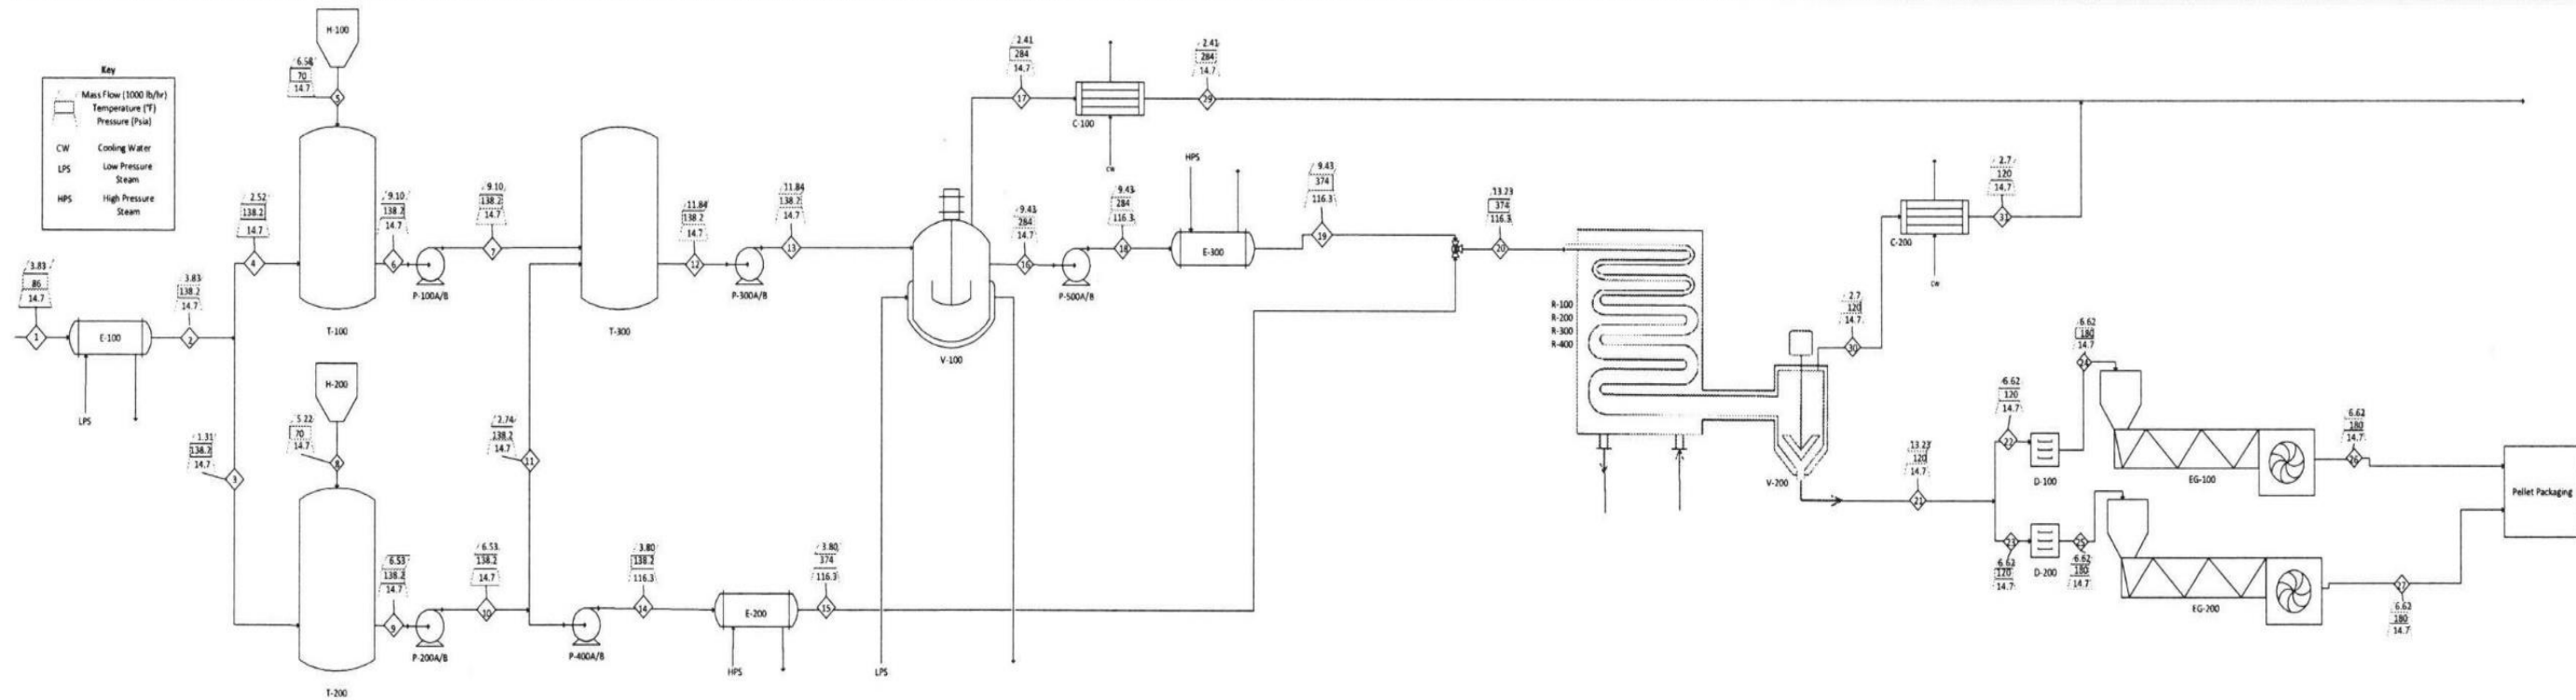 Key
Mass Flow (1000 lb/hr)
Temperature (°F)
Pressure (Psia)
CW Cooling Water
LPS Low Pressure
Steam
HPS High Pressure
Steam
3.83
86
14.7
1
E-100
LPS
3.83
138.2
14.7
2
1.31
138.2
14.7
3
2.52
138.2
14.7
4
H-100
6.58
70
14.7
5
T-100
9.10
138.2
14.7
6
P-100A/B
9.10
138.2
14.7
7
H-200
5.22
70
14.7
8
T-200
6.53
138.2
14.7
9
P-200A/B
6.53
138.2
14.7
10
2.74
138.2
14.7
11
T-300
11.84
138.2
14.7
12
P-300A/B
11.84
138.2
14.7
13
P-400A/B
3.80
138.2
116.3
14
E-200
HPS
3.80
374
116.3
15
V-100
LPS
9.43
284
14.7
16
P-500A/B
2.41
284
14.7
17
C-100
CW
2.41
284
14.7
29
9.43
284
116.3
18
HPS
E-300
9.43
374
116.3
19
13.23
374
116.3
20
R-100
R-200
R-300
R-400
V-200
2.7
120
14.7
30
C-200
CW
2.7
120
14.7
31
13.23
120
14.7
21
6.62
120
14.7
22
D-100
6.62
180
14.7
24
EG-100
6.62
180
14.7
26
6.62
120
14.7
23
D-200
6.62
180
14.7
25
EG-200
6.62
180
14.7
27
Pellet Packaging